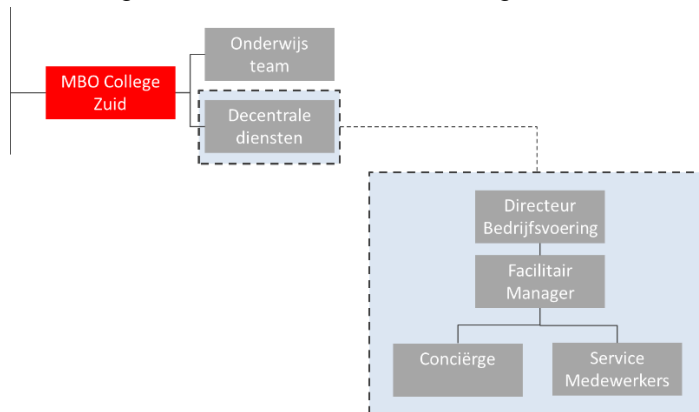 Onderwijs
team
MBO College
Zuid
Decentrale
diensten
Directeur
Bedrijfsvoering
Facilitair
Manager
Conciërge
Service
Medewerkers